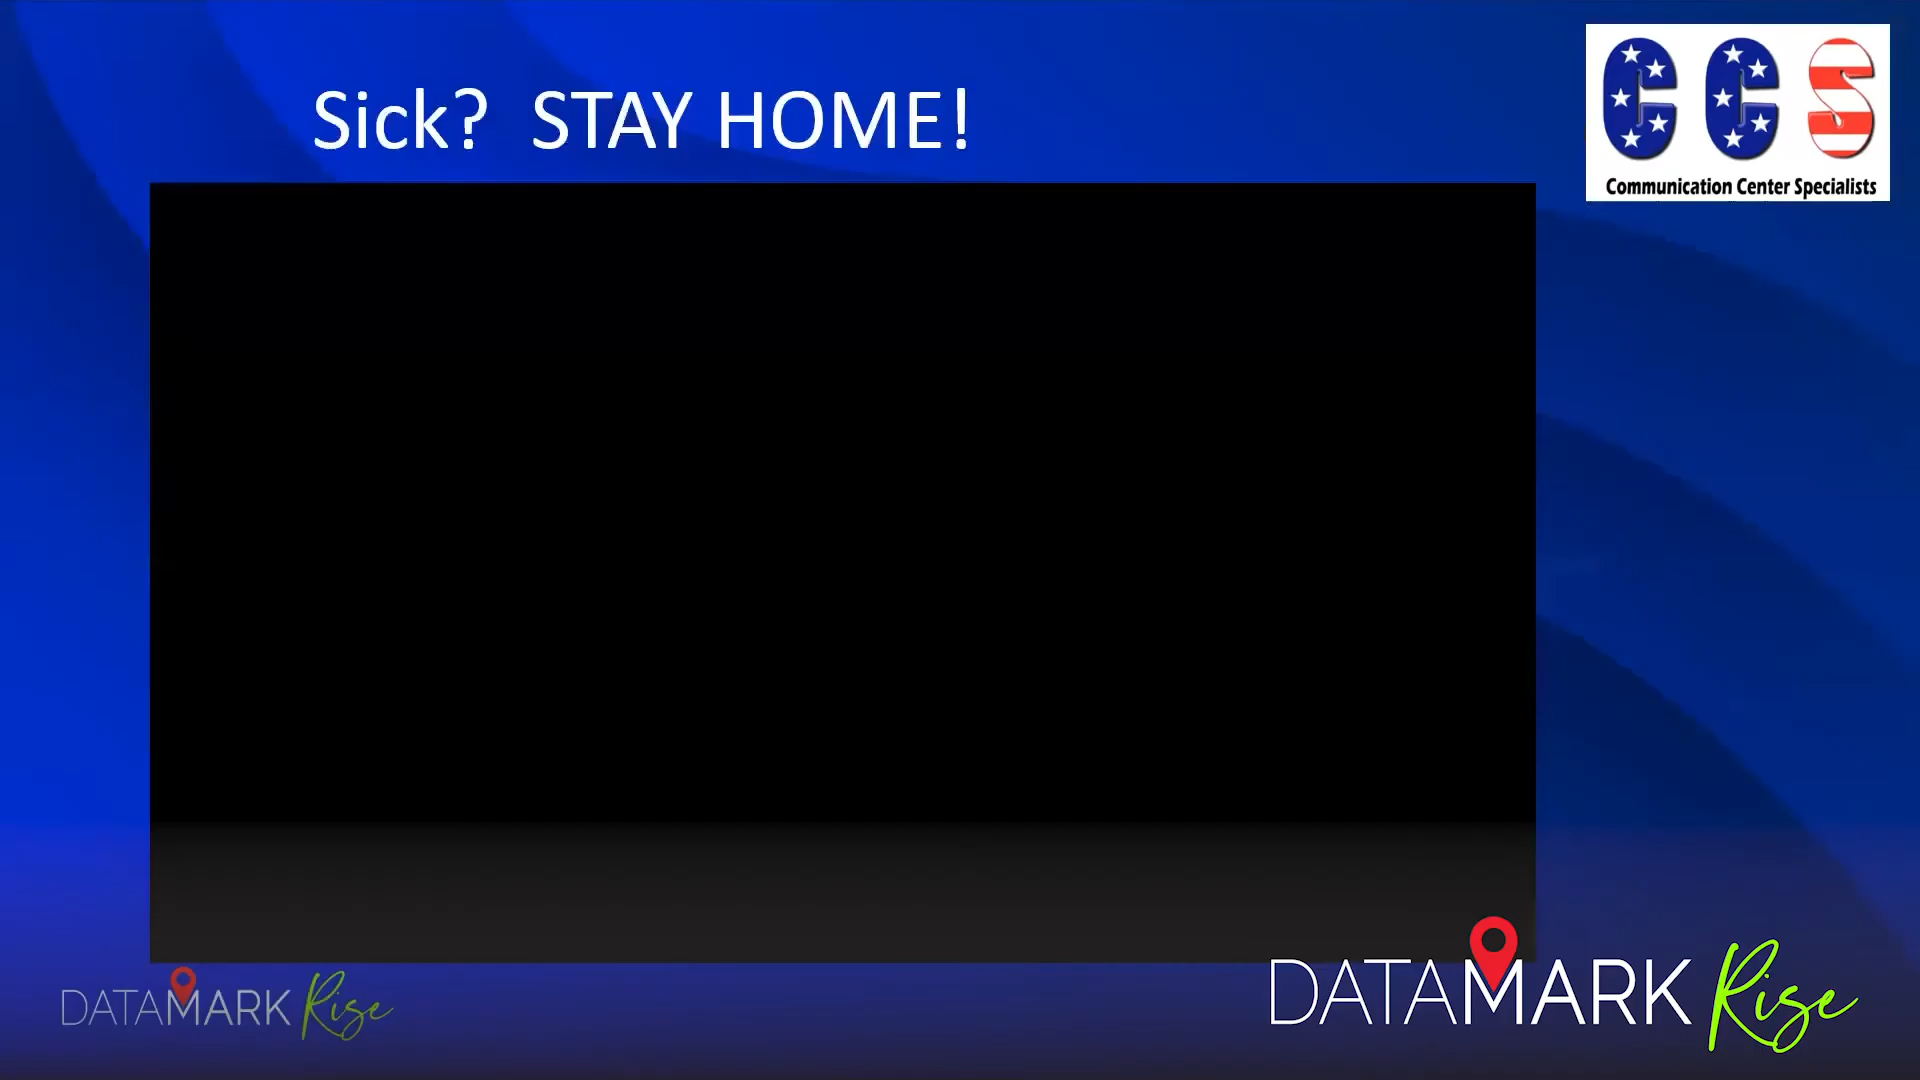 Sick?  STAY HOME!
CCS
Communication Center Specialists
DATAMARK Rise
DATAMARK Rise